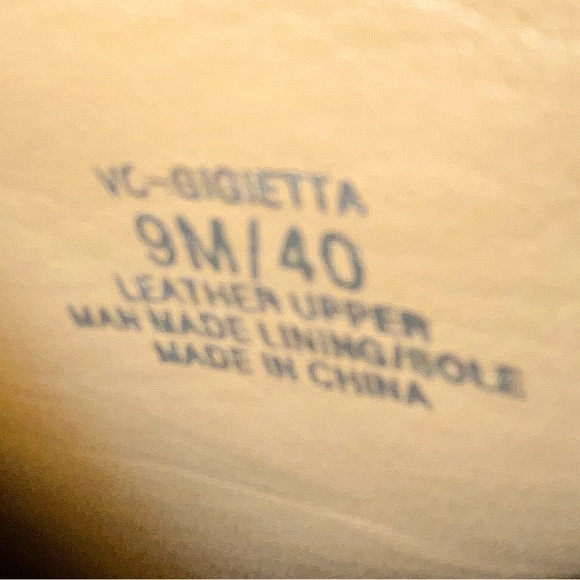 VC-GIGIETTA
9M/40
LEATHER UPPER
MAN MADE LINING/SOLE
MADE IN CHINA